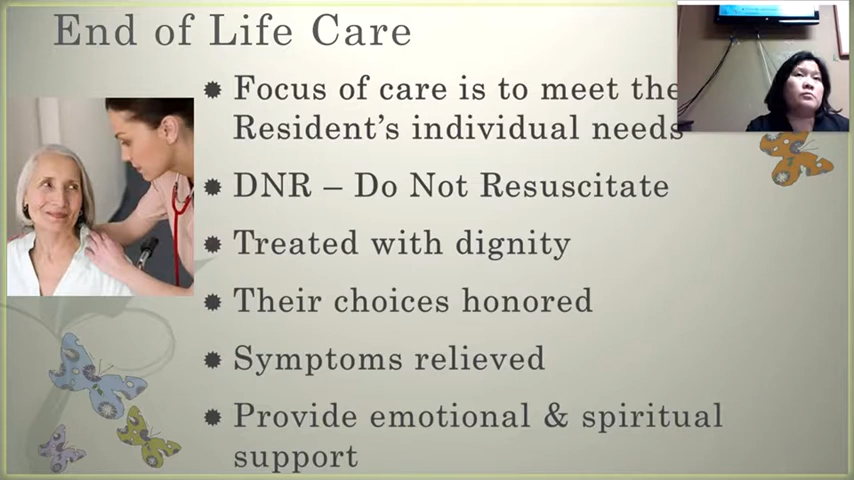 End of Life Care
Focus of care is to meet the
Resident's individual needs
DNR – Do Not Resuscitate
Treated with dignity
Their choices honored
Symptoms relieved
Provide emotional & spiritual
support